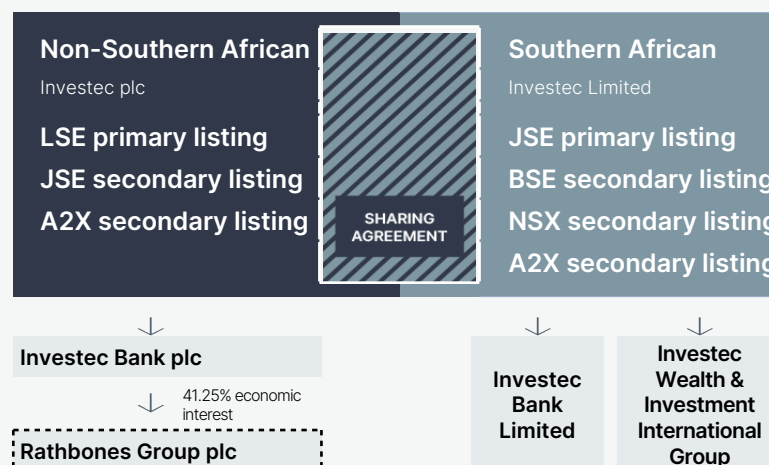 Non-Southern African
Investec plc
LSE primary listing
JSE secondary listing
A2X secondary listing
SHARING
AGREEMENT
Southern African
Investec Limited
JSE primary listing
BSE secondary listing
NSX secondary listing
A2X secondary listing
Investec Bank plc
41.25% economic
interest
Rathbones Group plc
Investec
Bank
Limited
Investec
Wealth &
Investment
International
Group